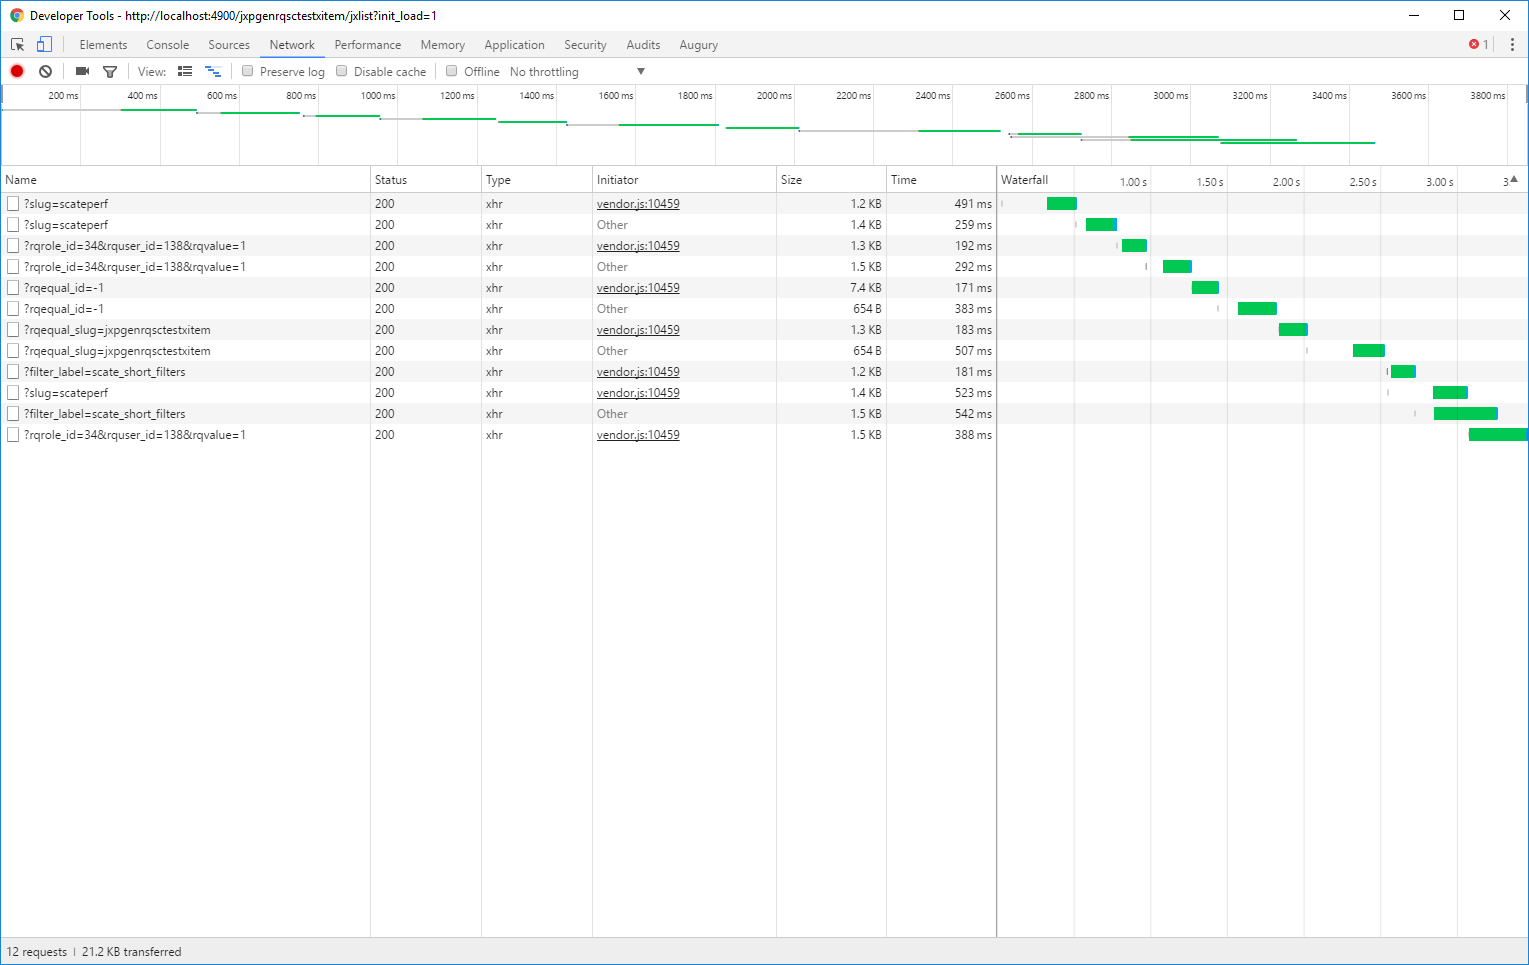 Developer Tools - http://localhost:4900/jxpgenrqsctestxitem/jxlist?init_load=1
Elements Console Sources Network Performance Memory Application Security Audits Augury 1
View: Preserve log Disable cache Offline No throttling
200 ms 400 ms 600 ms 800 ms 1000 ms 1200 ms 1400 ms 1600 ms 1800 ms 2000 ms 2200 ms 2400 ms 2600 ms 2800 ms 3000 ms 3200 ms 3400 ms 3600 ms 3800 ms
Name Status Type Initiator Size Time Waterfall 1.00 s 1.50 s 2.00 s 2.50 s 3.00 s 3
?slug=scateperf 200 xhr vendor.js:10459 1.2 KB 491 ms
?slug=scateperf 200 xhr Other 1.4 KB 259 ms
?rqrole_id=34&rquser_id=138&rqvalue=1 200 xhr vendor.js:10459 1.3 KB 192 ms
?rqrole_id=34&rquser_id=138&rqvalue=1 200 xhr Other 1.5 KB 292 ms
?rqequal_id=-1 200 xhr vendor.js:10459 7.4 KB 171 ms
?rqequal_id=-1 200 xhr Other 654 B 383 ms
?rqequal_slug=jxpgenrqsctestxitem 200 xhr vendor.js:10459 1.3 KB 183 ms
?rqequal_slug=jxpgenrqsctestxitem 200 xhr Other 654 B 507 ms
?filter_label=scate_short_filters 200 xhr vendor.js:10459 1.2 KB 181 ms
?slug=scateperf 200 xhr vendor.js:10459 1.4 KB 523 ms
?filter_label=scate_short_filters 200 xhr Other 1.5 KB 542 ms
?rqrole_id=34&rquser_id=138&rqvalue=1 200 xhr vendor.js:10459 1.5 KB 388 ms
12 requests | 21.2 KB transferred